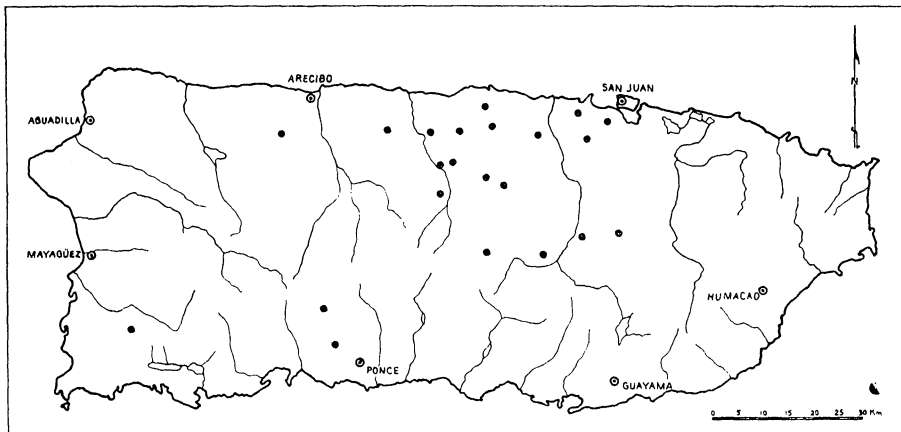 ARECIBO
SAN JUAN
AGUADILLA
N
MAYAGÜEZ
HUMACAO
PONCE
GUAYAMA
0 5 10 15 20 25 30 Km